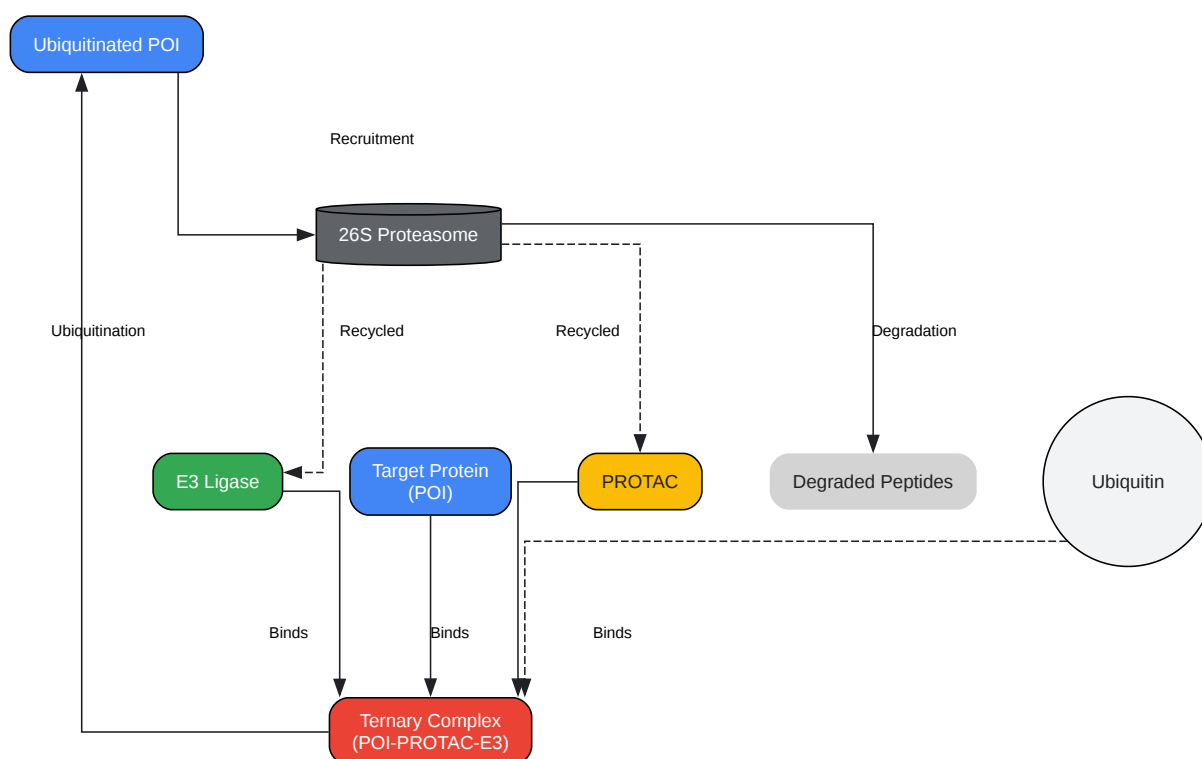 Ubiquitinated POI
Recruitment
26S Proteasome
Ubiquitination
Recycled
Recycled
Degradation
E3 Ligase
Target Protein
(POI)
PROTAC
Degraded Peptides
Ubiquitin
Binds
Binds
Binds
Ternary Complex
(POI-PROTAC-E3)